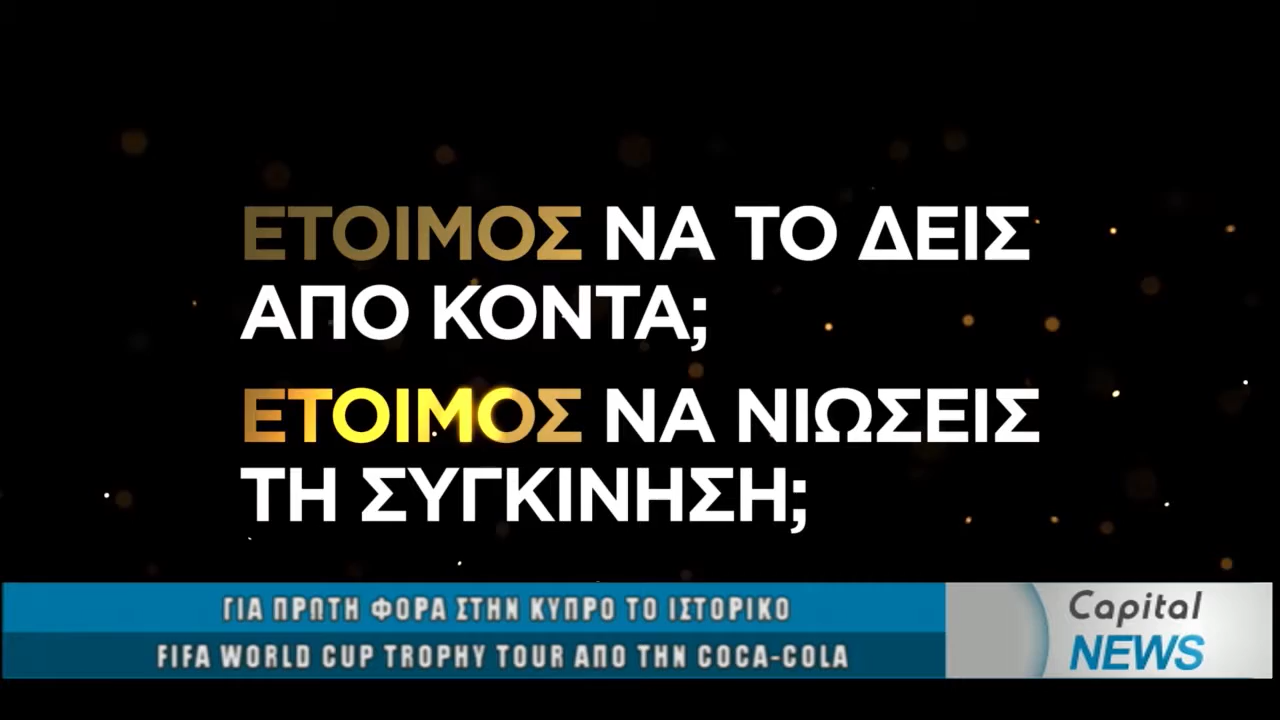 ΕΤΟΙΜΟΣ ΝΑ ΤΟ ΔΕΙΣ
ΑΠΟ ΚΟΝΤΑ;
ΕΤΟΙΜΟΣ ΝΑ ΝΙΩΣΕΙΣ
ΤΗ ΣΥΓΚΙΝΗΣΗ;
ΓΙΑ ΠΡΩΤΗ ΦΟΡΑ ΣΤΗΝ ΚΥΠΡΟ ΤΟ ΙΣΤΟΡΙΚΟ
FIFA WORLD CUP TROPHY TOUR ΑΠΟ ΤΗΝ COCA-COLA
Capital
NEWS